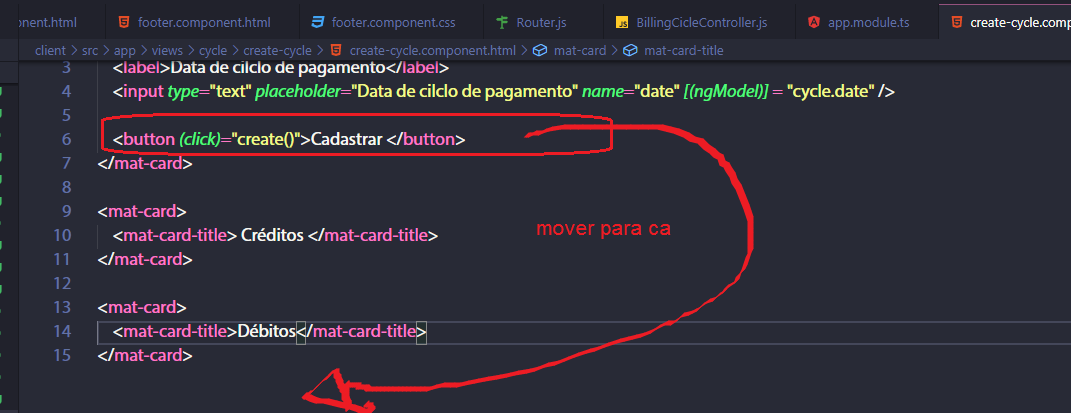 onent.html footer.component.html footer.component.css Router.js BillingCicleController.js app.module.ts create-cycle.comp
client > src > app > views > cycle > create-cycle > create-cycle.component.html > mat-card > mat-card-title
3 <label>Data de cilclo de pagamento</label>
4 <input type="text" placeholder="Data de cilclo de pagamento" name="date" [(ngModel)] = "cycle.date" />
5
6 <button (click)="create()">Cadastrar </button>
7 </mat-card>
8
9 <mat-card>
mover para ca
10 <mat-card-title> Créditos </mat-card-title>
11 </mat-card>
12
13 <mat-card>
14 <mat-card-title>Débitos</mat-card-title>
15 </mat-card>